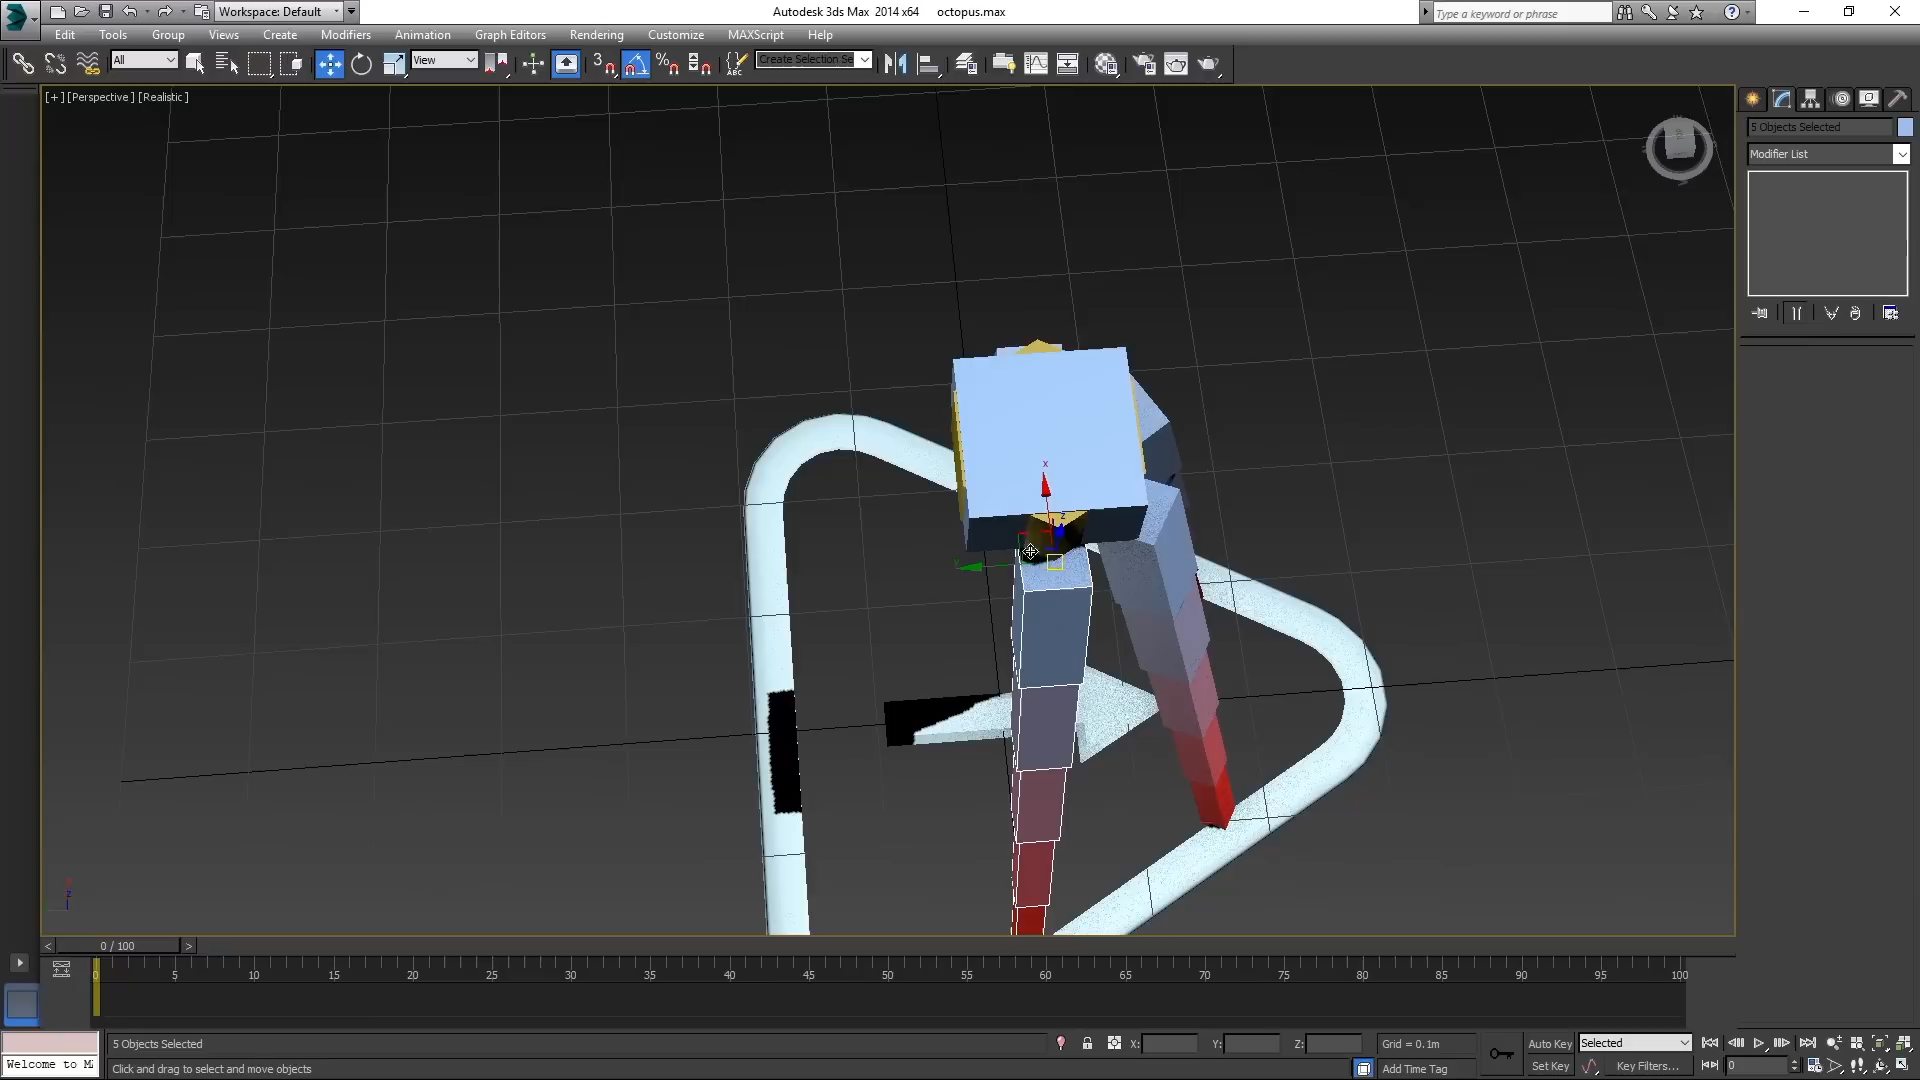 Workspace: Default
Autodesk 3ds Max  2014 x64    octopus.max
Type a keyword or phrase
Edit Tools Group Views Create Modifiers Animation Graph Editors Rendering Customize MAXScript Help
All
View
3
Create Selection Se
[+] [Perspective] [Realistic]
5 Objects Selected
Modifier List
x
z
z
0 / 100
0 5 10 15 20 25 30 35 40 45 50 55 60 65 70 75 80 85 90 95 100
5 Objects Selected
X: Y: Z: Grid = 0.1m
Auto Key
Selected
Welcome to M
Click and drag to select and move objects
Add Time Tag
Set Key
Key Filters...
0